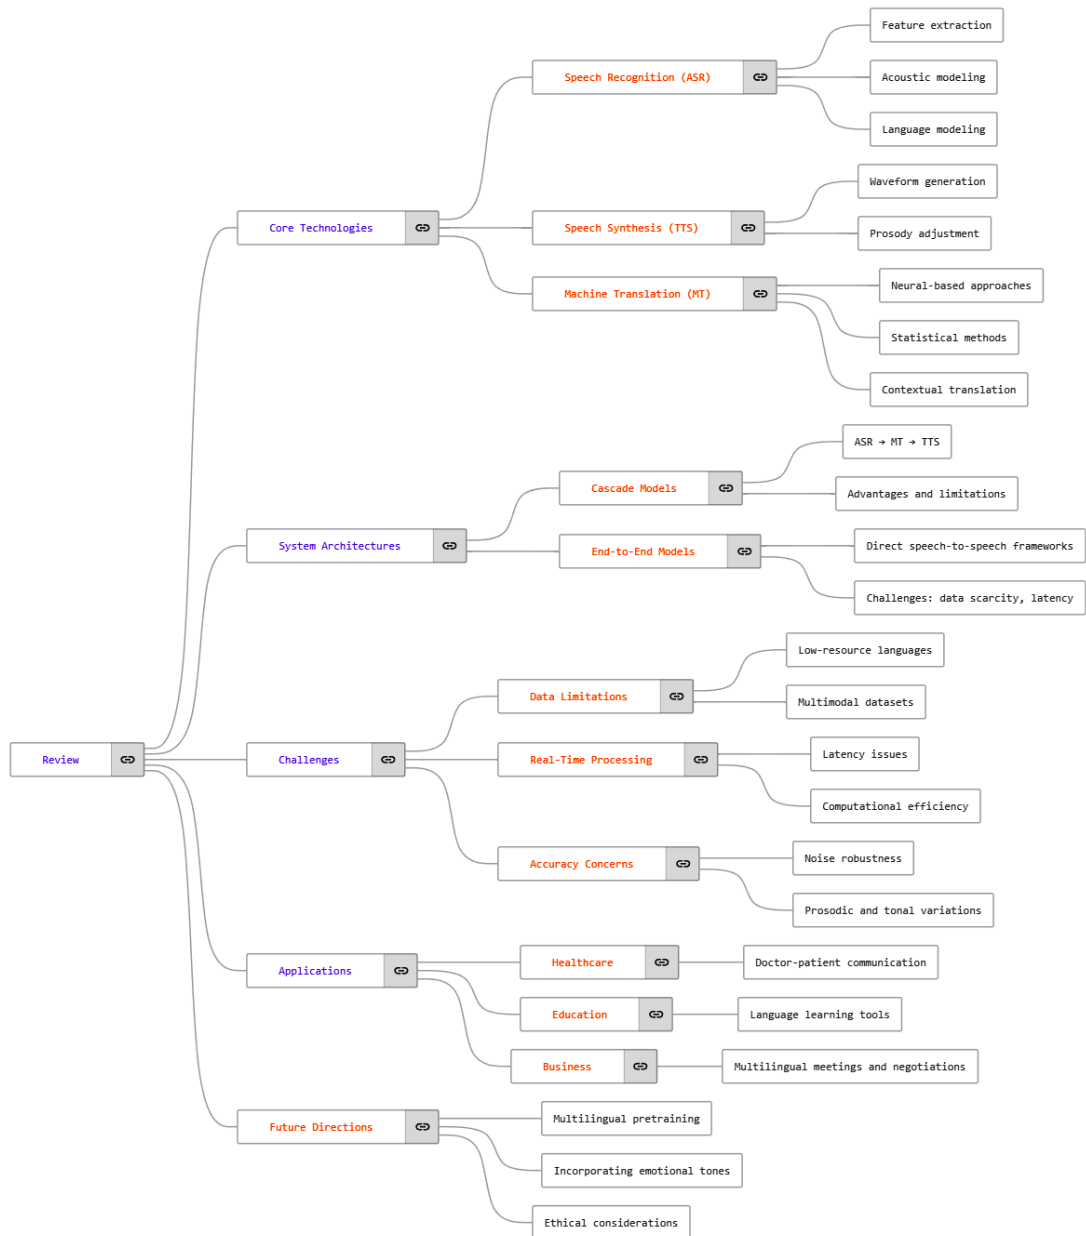 Review
Core Technologies
Speech Recognition (ASR)
Feature extraction
Acoustic modeling
Language modeling
Speech Synthesis (TTS)
Waveform generation
Prosody adjustment
Machine Translation (MT)
Neural-based approaches
Statistical methods
Contextual translation
System Architectures
Cascade Models
ASR → MT → TTS
Advantages and limitations
End-to-End Models
Direct speech-to-speech frameworks
Challenges: data scarcity, latency
Challenges
Data Limitations
Low-resource languages
Multimodal datasets
Real-Time Processing
Latency issues
Computational efficiency
Accuracy Concerns
Noise robustness
Prosodic and tonal variations
Applications
Healthcare
Doctor-patient communication
Education
Language learning tools
Business
Multilingual meetings and negotiations
Future Directions
Multilingual pretraining
Incorporating emotional tones
Ethical considerations